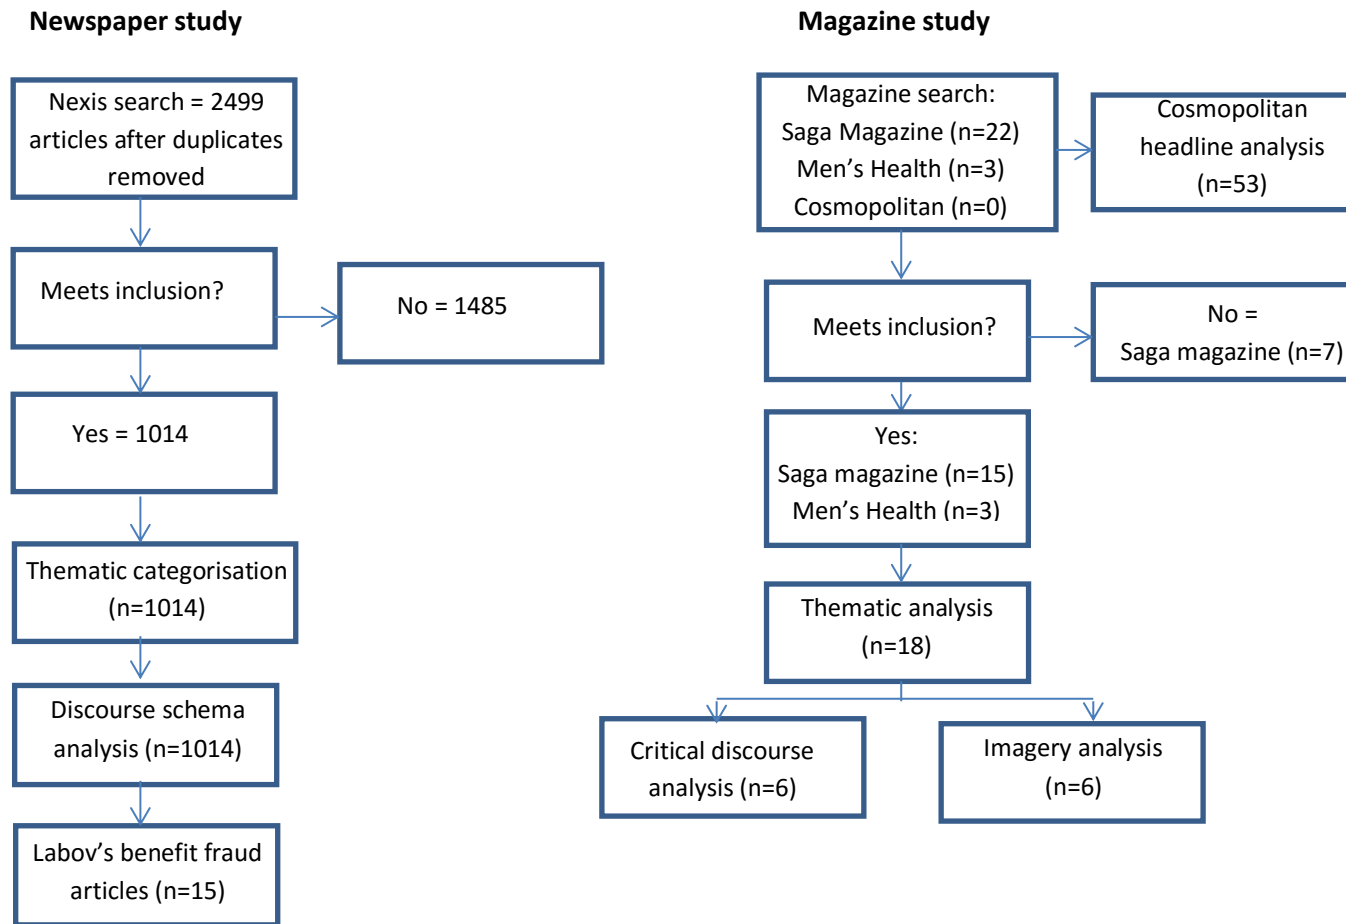 Newspaper study
Nexis search = 2499
articles after duplicates
removed
Meets inclusion?
No = 1485
Yes = 1014
Thematic categorisation
(n=1014)
Discourse schema
analysis (n=1014)
Labov’s benefit fraud
articles (n=15)
Magazine study
Magazine search:
Saga Magazine (n=22)
Men’s Health (n=3)
Cosmopolitan (n=0)
Cosmopolitan
headline analysis
(n=53)
Meets inclusion?
No =
Saga magazine (n=7)
Yes:
Saga magazine (n=15)
Men’s Health (n=3)
Thematic analysis
(n=18)
Critical discourse
analysis (n=6)
Imagery analysis
(n=6)